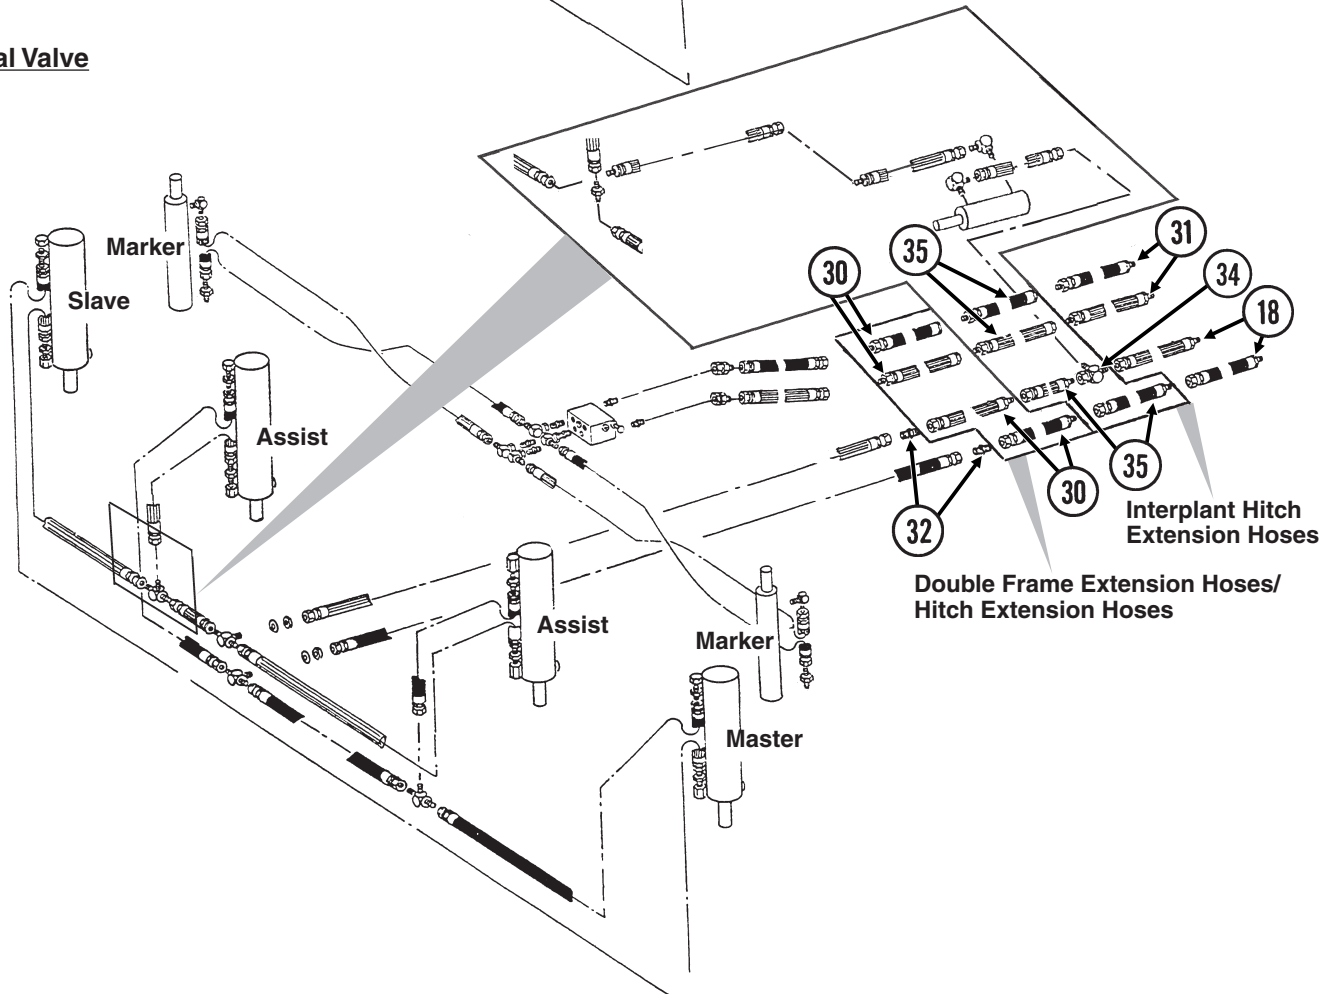 al Valve
Marker
Slave
Assist
Assist
Marker
Master
30
35
31
34
18
32
30
35
Interplant Hitch
Extension Hoses
Double Frame Extension Hoses/
Hitch Extension Hoses